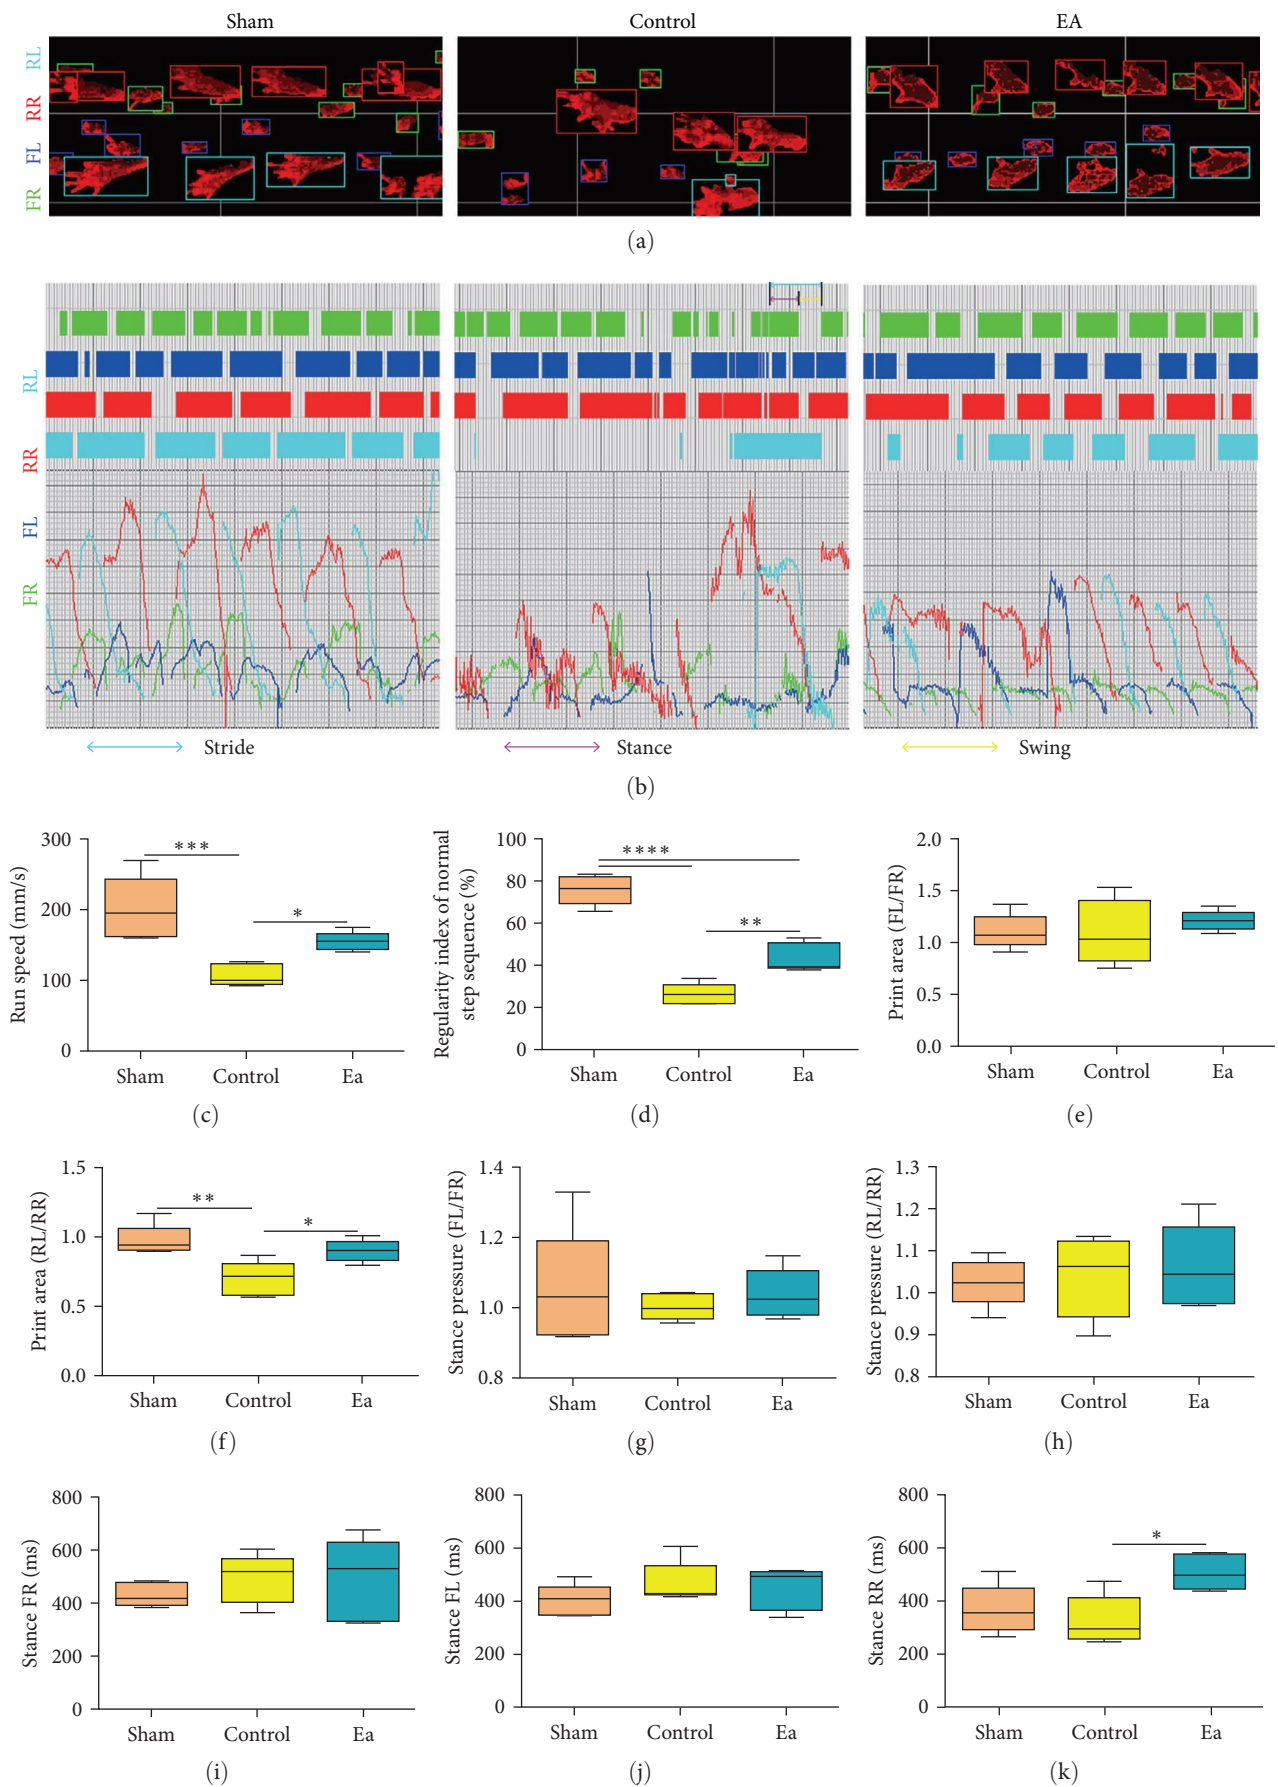 Sham Control EA
RL
RR
FL
FR
(a)
RL
RR
FL
FR
Stride Stance Swing
(b)
Run speed (mm/s)
300
200
100
0
***
*
Sham Control Ea
(c)
Regularity index of normal
step sequence (%)
100
80
60
40
20
0
****
**
Sham Control Ea
(d)
Print area (FL/FR)
2.0
1.5
1.0
0.5
0.0
Sham Control Ea
(e)
Print area (RL/RR)
1.5
1.0
0.5
0.0
**
*
Sham Control Ea
(f)
Stance pressure (FL/FR)
1.4
1.2
1.0
0.8
Sham Control Ea
(g)
Stance pressure (RL/RR)
1.3
1.2
1.1
1.0
0.9
0.8
Sham Control Ea
(h)
Stance FR (ms)
800
600
400
200
0
Sham Control Ea
(i)
Stance FL (ms)
800
600
400
200
0
Sham Control Ea
(j)
Stance RR (ms)
800
600
400
200
0
*
Sham Control Ea
(k)